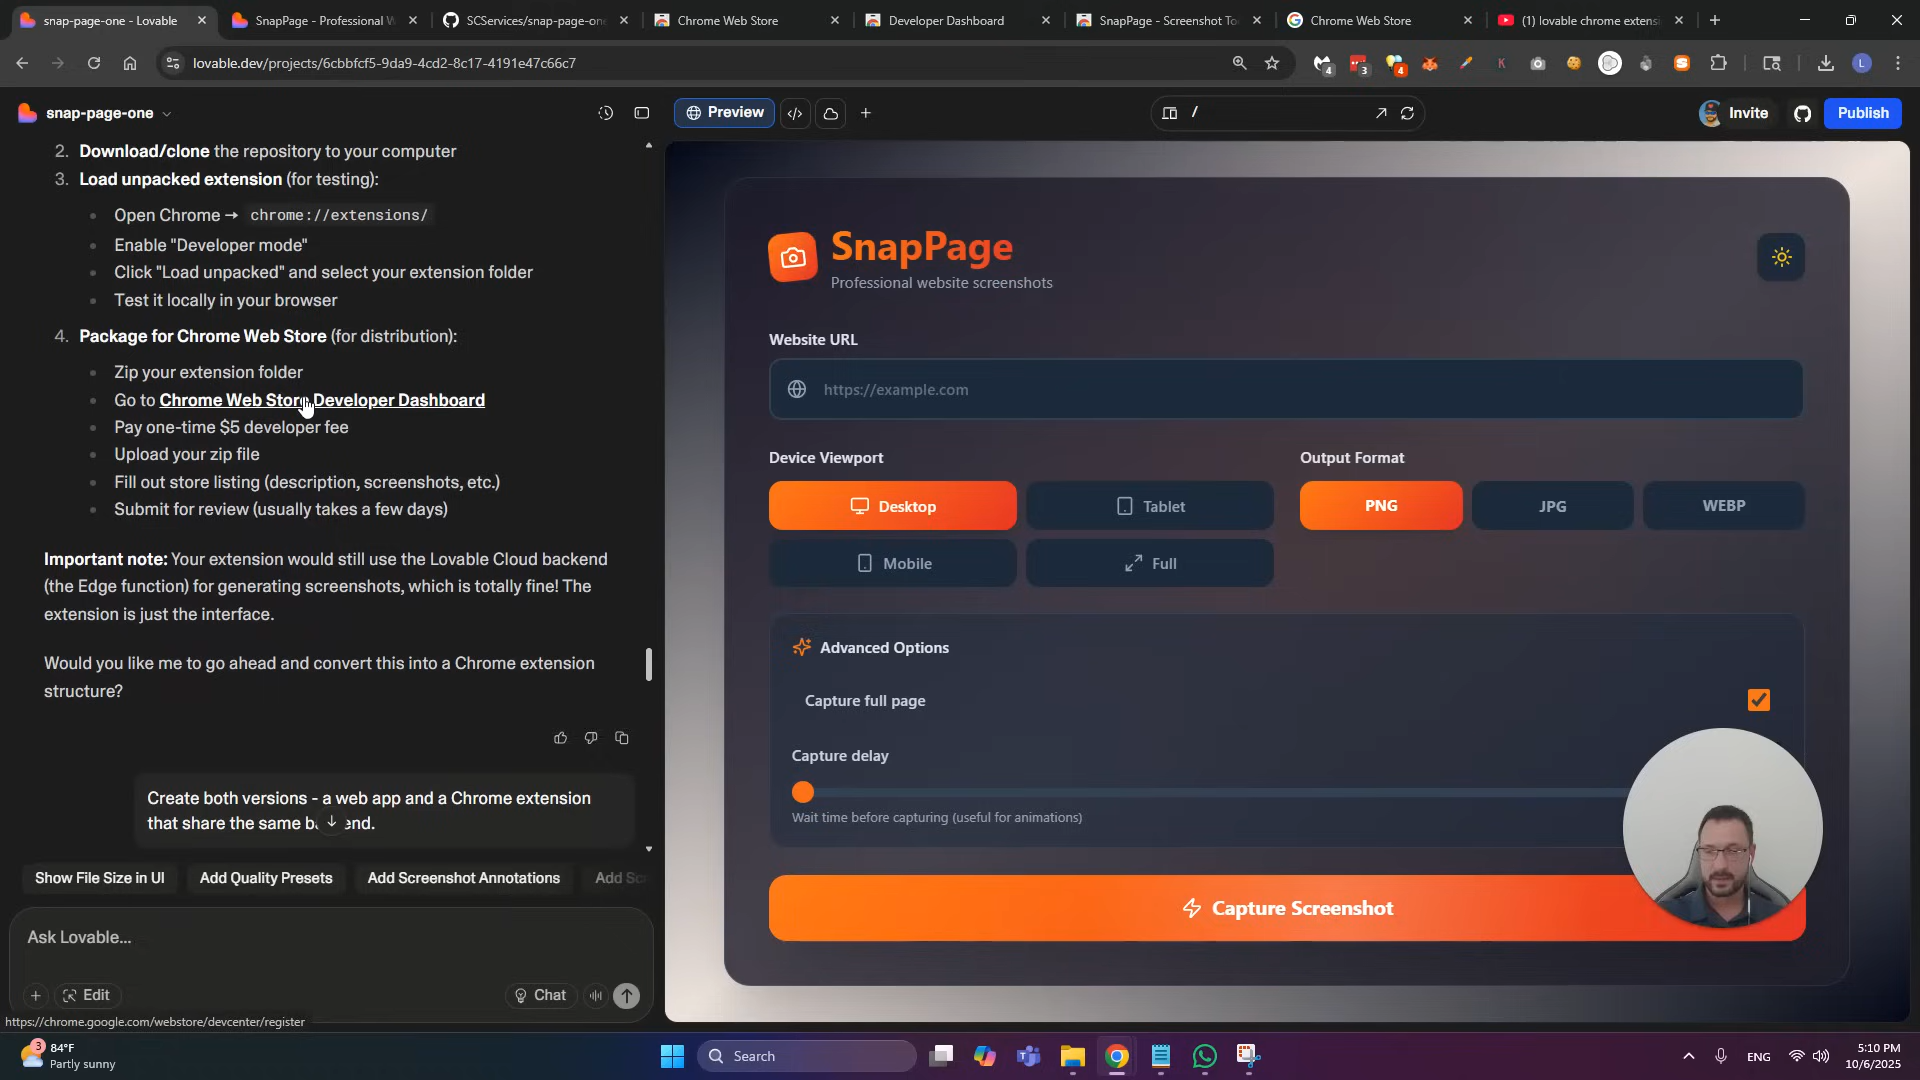 snap-page-one - Lovable
SnapPage - Professional W
SCServices/snap-page-one
Chrome Web Store
Developer Dashboard
SnapPage - Screenshot To
Chrome Web Store
(1) lovable chrome extens
lovable.dev/projects/6cbbfcf5-9da9-4cd2-8c17-4191e47c66c7
4
3
4
K
L
snap-page-one
Preview
/
Invite
Publish
2. Download/clone the repository to your computer
3. Load unpacked extension (for testing):
Open Chrome → chrome://extensions/
Enable "Developer mode"
Click "Load unpacked" and select your extension folder
Test it locally in your browser
4. Package for Chrome Web Store (for distribution):
Zip your extension folder
Go to Chrome Web Store Developer Dashboard
Pay one-time $5 developer fee
Upload your zip file
Fill out store listing (description, screenshots, etc.)
Submit for review (usually takes a few days)
Important note: Your extension would still use the Lovable Cloud backend
(the Edge function) for generating screenshots, which is totally fine! The
extension is just the interface.
Would you like me to go ahead and convert this into a Chrome extension
structure?
Create both versions - a web app and a Chrome extension
that share the same end.
Show File Size in UI
Add Quality Presets
Add Screenshot Annotations
Add
Ask Lovable...
Edit
Chat
https://chrome.google.com/webstore/devcenter/register
SnapPage
Professional website screenshots
Website URL
https://example.com
Device Viewport
Output Format
Desktop
Tablet
PNG
JPG
WEBP
Mobile
Full
Advanced Options
Capture full page
Capture delay
Wait time before capturing (useful for animations)
Capture Screenshot
3
84°F
Partly sunny
Search
ENG
5:10 PM
10/6/2025